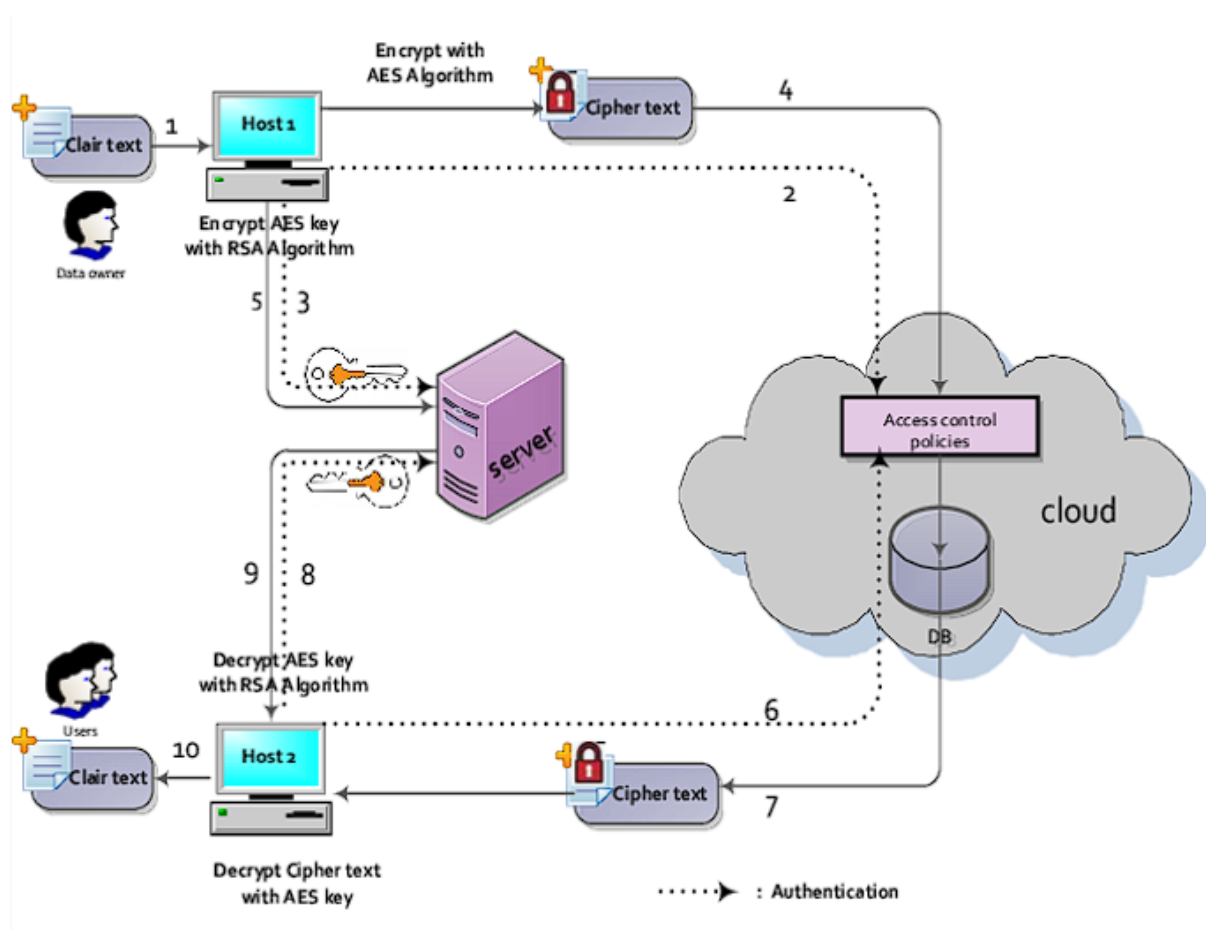 Encrypt with
AES Algorithm
Clair text
1
Host 1
Cipher text
4
2
Data owner
Encrypt AES key
with RSA Algorithm
5
3
server
Access control
policies
cloud
DB
9
8
Decrypt AES key
with RSA Algorithm
Users
6
Clair text
10
Host 2
Cipher text
7
Decrypt Cipher text
with AES key
: Authentication